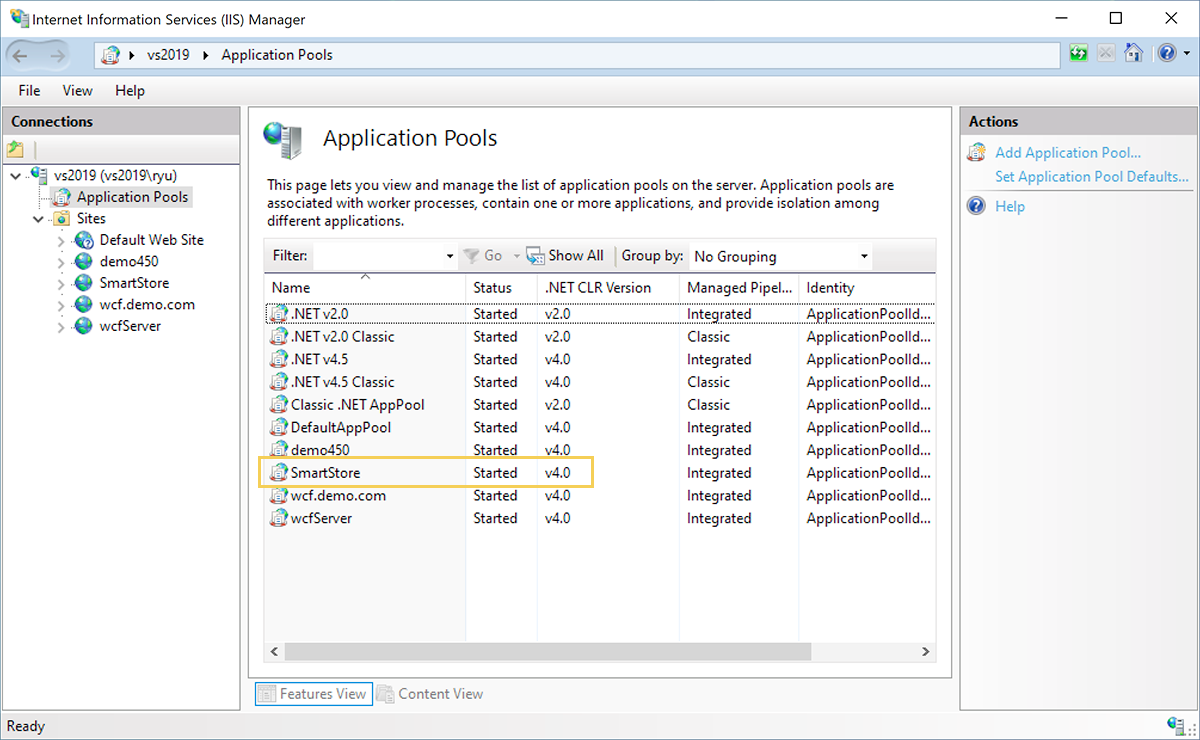 Internet Information Services (IIS) Manager
vs2019 Application Pools
File View Help
Connections
vs2019 (vs2019\ryu)
Application Pools
Sites
Default Web Site
demo450
SmartStore
wcf.demo.com
wcfServer
Application Pools
This page lets you view and manage the list of application pools on the server. Application pools are
associated with worker processes, contain one or more applications, and provide isolation among
different applications.
Filter: Go Show All Group by: No Grouping
Name Status .NET CLR Version Managed Pipel... Identity
.NET v2.0 Started v2.0 Integrated ApplicationPoolId...
.NET v2.0 Classic Started v2.0 Classic ApplicationPoolId...
.NET v4.5 Started v4.0 Integrated ApplicationPoolId...
.NET v4.5 Classic Started v4.0 Classic ApplicationPoolId...
Classic .NET AppPool Started v2.0 Classic ApplicationPoolId...
DefaultAppPool Started v4.0 Integrated ApplicationPoolId...
demo450 Started v4.0 Integrated ApplicationPoolId...
SmartStore Started v4.0 Integrated ApplicationPoolId...
wcf.demo.com Started v4.0 Integrated ApplicationPoolId...
wcfServer Started v4.0 Integrated ApplicationPoolId...
Features View Content View
Actions
Add Application Pool...
Set Application Pool Defaults...
Help
Ready